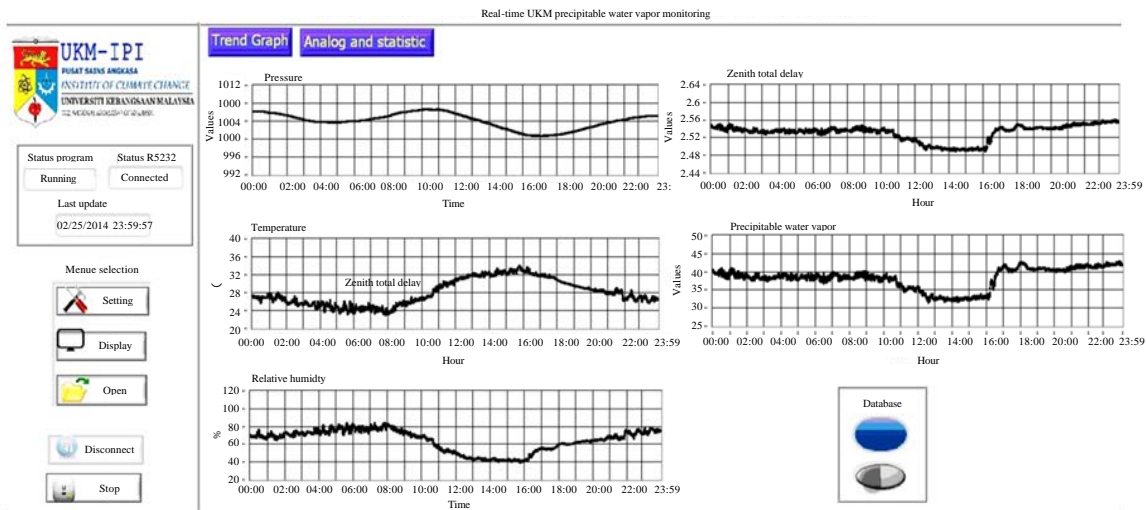 Real-time UKM precipitable water vapor monitoring
UKM-IPI
PUSAT SAINS ANGKASA
INSTITUT OF CLIMATE CHANGE
UNIVERSITI KEBANGSAAN MALAYSIA
Status program Status R5232
Running Connected
Last update
02/25/2014 23:59:57
Menue selection
Setting
Display
Open
Disconnect
Stop
Trend Graph Analog and statistic
Pressure
Values
1012
1000
1004
1000
996
992
00:00 02:00 04:00 06:00 08:00 10:00 12:00 14:00 16:00 18:00 20:00 22:00 23:
Time
Zenith total delay
Values
2.64
2.6
2.56
2.52
2.48
2.44
00:00 02:00 04:00 06:00 08:00 10:00 12:00 14:00 16:00 18:00 20:00 22:00 23:59
Hour
Temperature
(
40
36
32
28
24
20
Zenith total delay
00:00 02:00 04:00 06:00 08:00 10:00 12:00 14:00 16:00 18:00 20:00 22:00 23:59
Hour
Precipitable water vapor
Values
50
45
40
35
30
25
00:00 02:00 04:00 06:00 08:00 10:00 12:00 14:00 16:00 18:00 20:00 22:00 23:59
Hour
Relative humidty
%
120
100
80
60
40
20
00:00 02:00 04:00 06:00 08:00 10:00 12:00 14:00 16:00 18:00 20:00 22:00 23:59
Time
Database